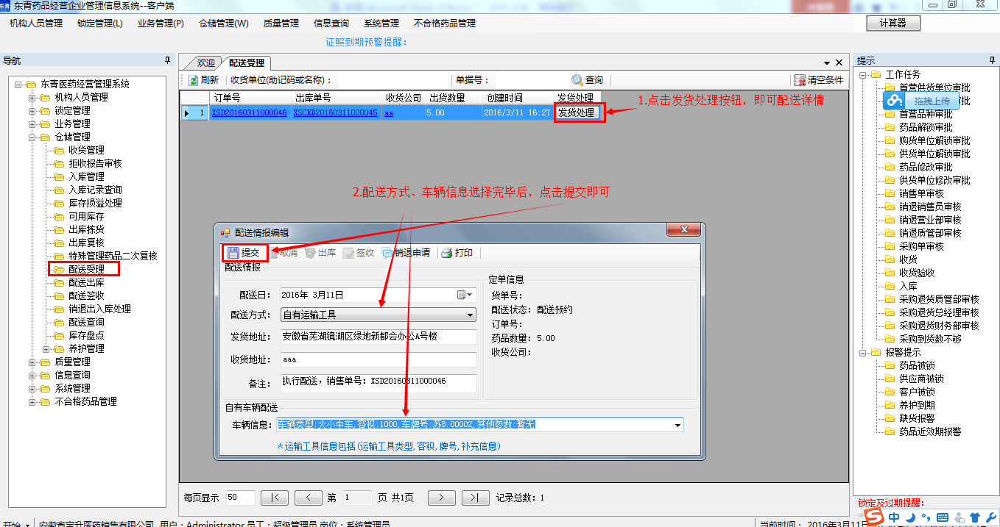 东青药品经营企业管理信息系统--客户端
机构人员管理 锁定管理(L) 业务管理(P) 仓储管理(W) 质量管理 信息查询 系统管理 不合格药品管理 计算器
证照到期预警提醒：
导航
东青医药经营管理系统
机构人员管理
锁定管理
业务管理
仓储管理
收货管理
拒收报告审核
入库管理
入库记录查询
库存损溢处理
可用库存
出库拣货
出库复核
特殊管理药品二次复核
配送受理
配送出库
配送签收
销退出入库处理
配送查询
库存盘点
养护管理
质量管理
信息查询
系统管理
不合格药品管理
欢迎 配送受理
刷新 收货单位(助记码或名称)： 单据号： 查询 清空条件
订单号 出库单号 收货公司 出货数量 创建时间 发货处理
1 XSD20160311000046 XSCKD20160311000045 aa 5.00 2016/3/11 16:27 发货处理
1.点击发货处理按钮，即可配送详情
2.配送方式、车辆信息选择完毕后，点击提交即可
配送情报编辑
提交 取消 出库 签收 销退申请 打印
配送情报
配送日： 2016年 3月11日
配送方式： 自有运输工具
发货地址： 安徽省芜湖镜湖区绿地新都会办公A号楼
收货地址： aaa
备注： 执行配送，销售单号：XSD20160311000046
定单信息
货单号：
配送状态： 配送预约
订单号：
药品数量： 5.00
收货公司：
自有车辆配送
车辆信息： 车辆类型:大小中车,容积:1000,车牌号:苏B.00002,其他参数:暂无
※运输工具信息包括(运输工具类型,容积,牌号,补充信息)
每页显示 50 |< < 第 1 页 共1页 > >| 记录总数： 1
提示
工作任务
首营供货单位审批
拖拽上传
批
首营品种审批
药品解锁审批
购货单位解锁审批
供货单位解锁审批
药品修改审批
供货单位修改审批
销售单审核
销退销售员审核
销退营业部审核
销退质管部审核
采购单审核
收货
收货验收
入库
采购退货质管部审核
采购退货总经理审核
采购退货财务部审核
采购到货数不够
报警提示
药品被锁
供应商被锁
客户被锁
养护到期
缺货报警
药品近效期报警
锁定及过期提醒：
开始 安徽省宝升医药销售有限公司 用户：Administrator 员工：超级管理员 岗位：系统管理员 当前时间： 2016年3月11日
中